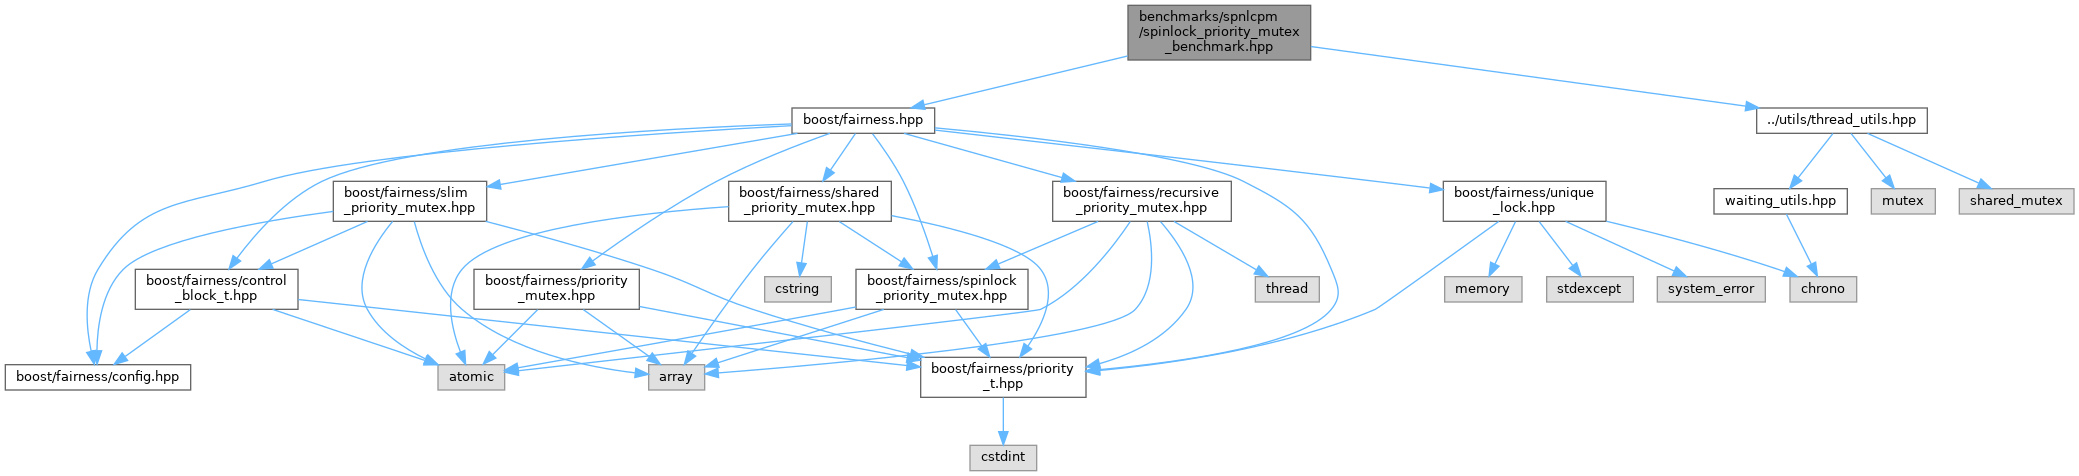 benchmarks/spnlcpm
/spinlock_priority_mutex
_benchmark.hpp
boost/fairness.hpp
../utils/thread_utils.hpp
boost/fairness/slim
_priority_mutex.hpp
boost/fairness/shared
_priority_mutex.hpp
boost/fairness/recursive
_priority_mutex.hpp
boost/fairness/unique
_lock.hpp
waiting_utils.hpp
mutex
shared_mutex
boost/fairness/control
_block_t.hpp
boost/fairness/priority
_mutex.hpp
cstring
boost/fairness/spinlock
_priority_mutex.hpp
thread
memory
stdexcept
system_error
chrono
boost/fairness/config.hpp
atomic
array
boost/fairness/priority
_t.hpp
cstdint